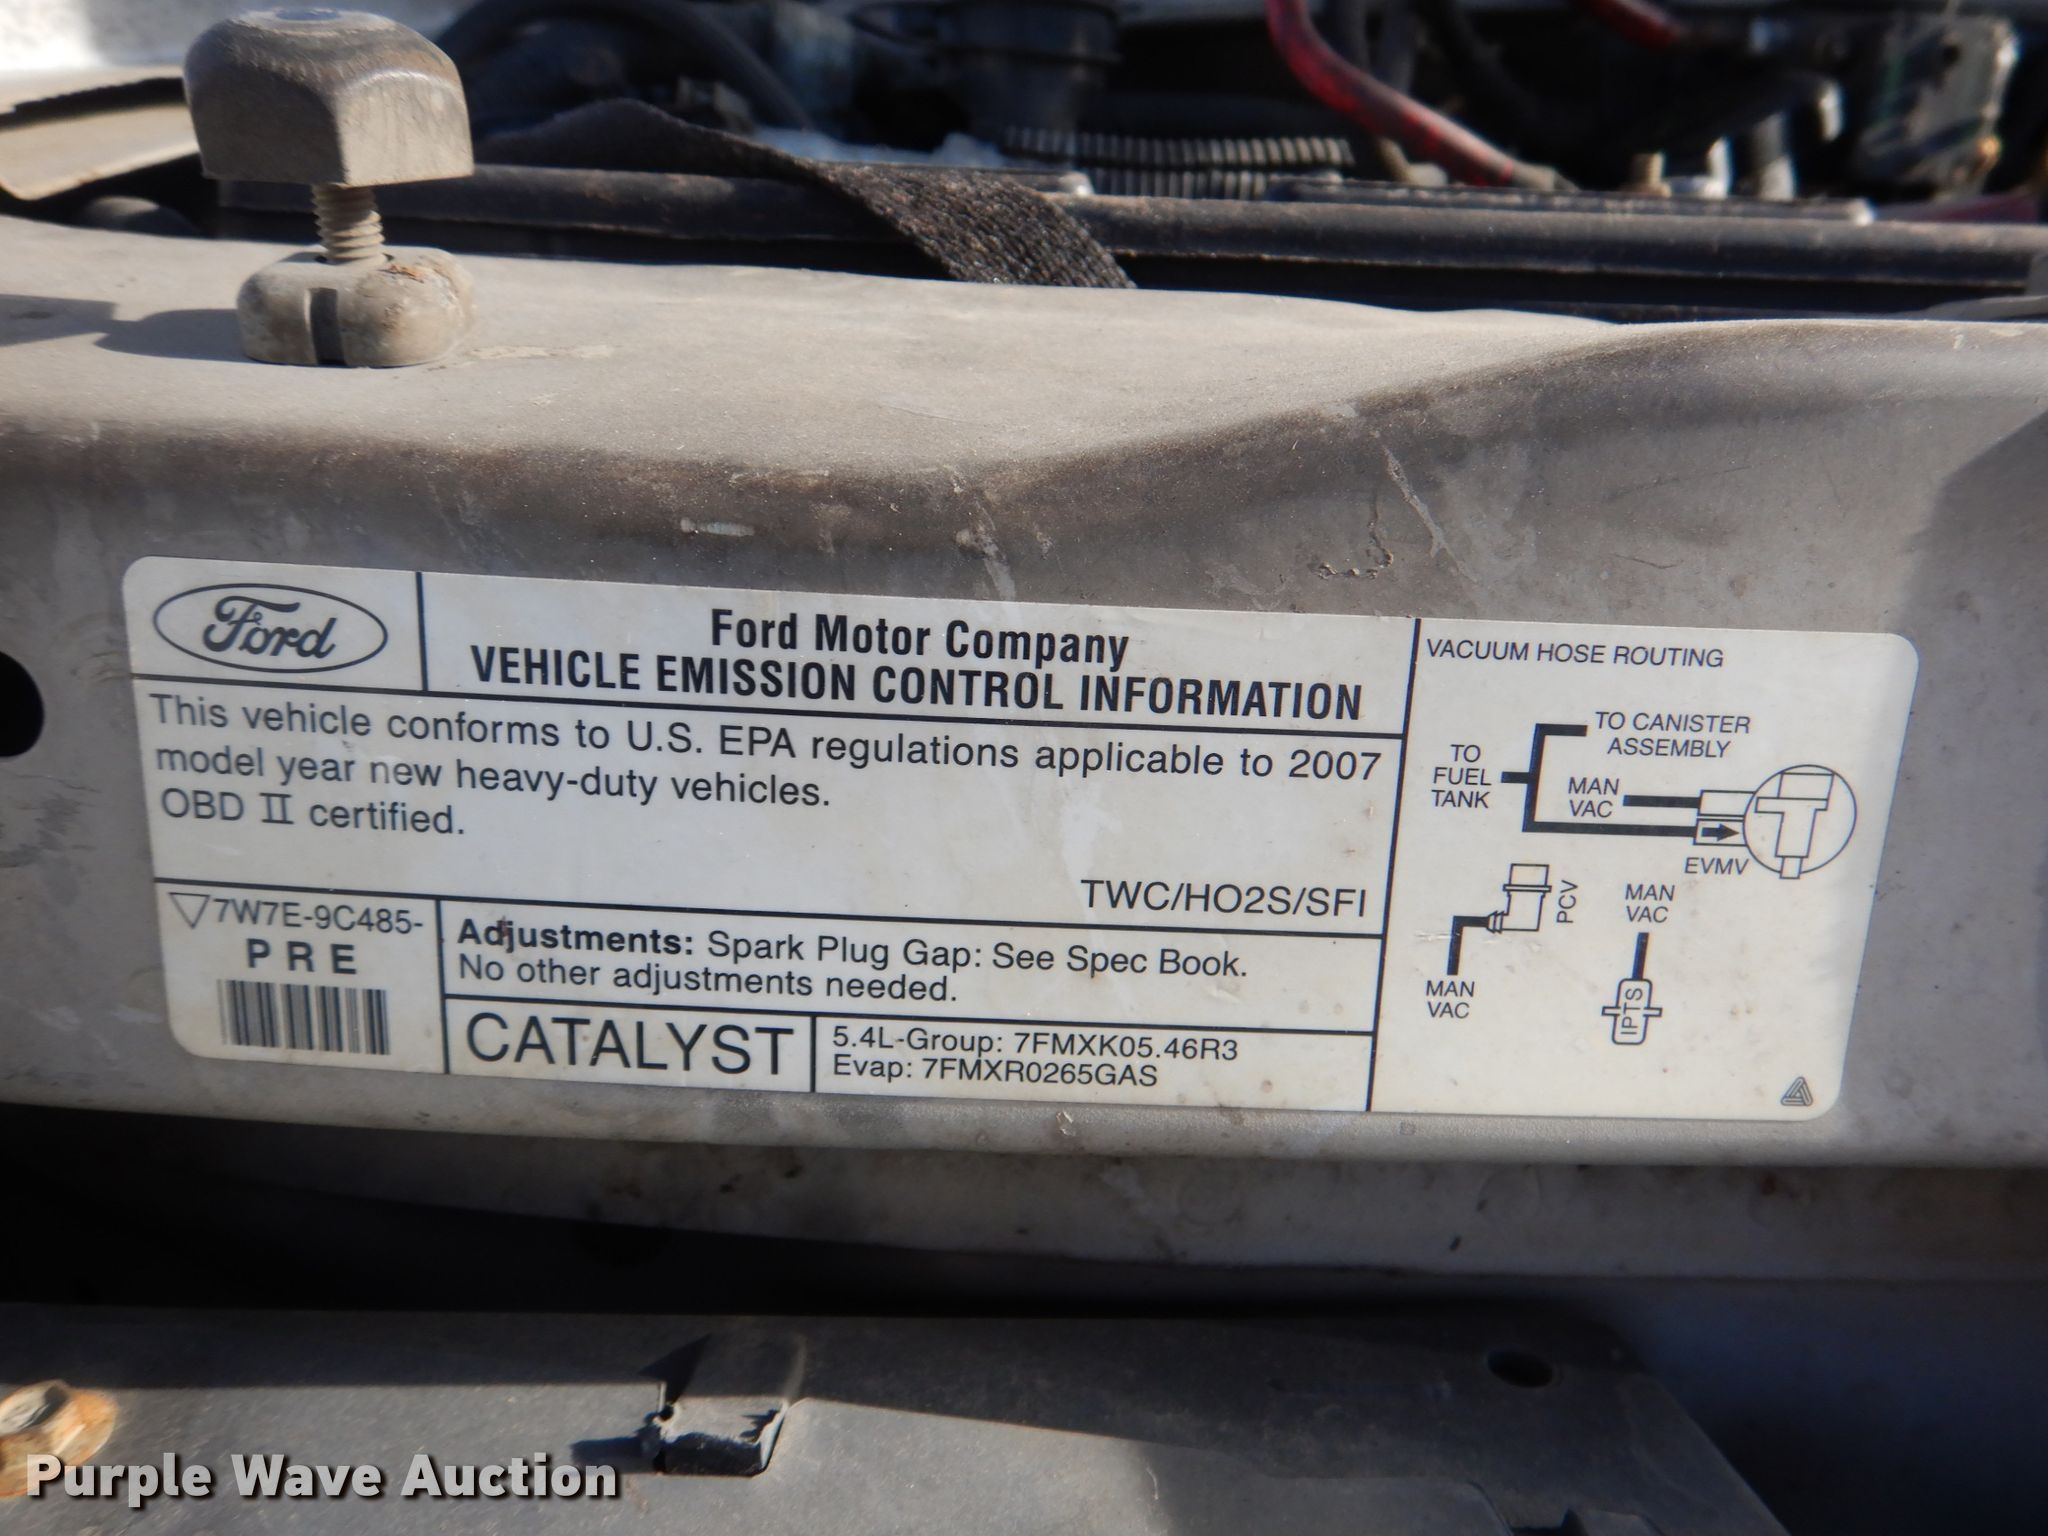 Ford
Ford Motor Company
VEHICLE EMISSION CONTROL INFORMATION
This vehicle conforms to U.S. EPA regulations applicable to 2007
model year new heavy-duty vehicles.
OBD II certified.
TWC/HO2S/SFI
7W7E-9C485-
PRE
Adjustments: Spark Plug Gap: See Spec Book.
No other adjustments needed.
CATALYST
5.4L-Group: 7FMXK05.46R3
Evap: 7FMXR0265GAS
VACUUM HOSE ROUTING
TO CANISTER
ASSEMBLY
TO
FUEL
TANK
MAN
VAC
EVMV
PCV
MAN
VAC
MAN
VAC
IPTS
Purple Wave Auction